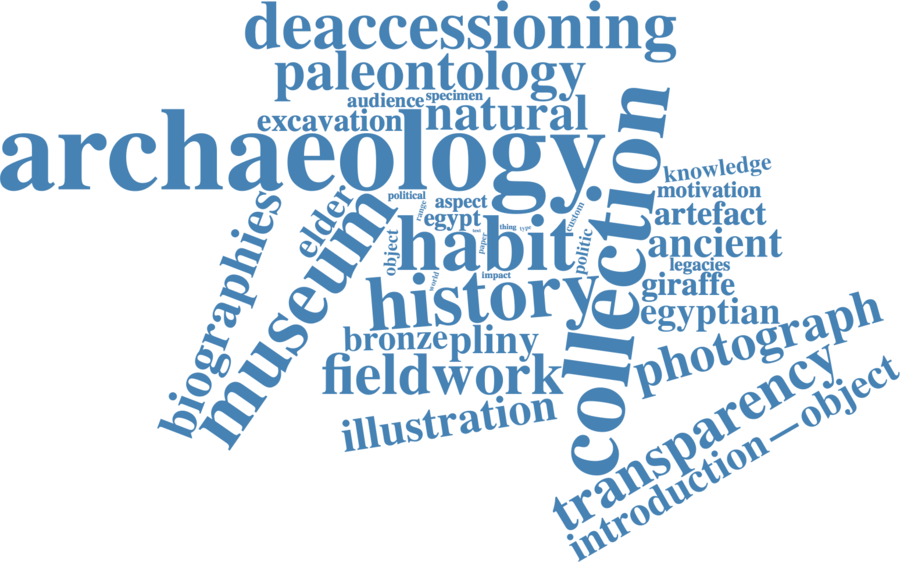 deaccessioning
paleontology
audience
specimen
excavation
natural
archaeology
collection
knowledge
motivation
political
range
aspect
custom
artefact
elder
museum
biographies
egypt
text
thing
type
habit
paper
object
politic
ancient
legacies
world
impact
giraffe
history
egyptian
bronze
pliny
photograph
fieldwork
transparency
illustration
introduction—object